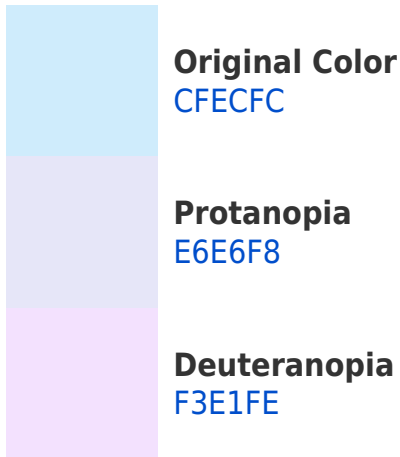 Original Color
CFECFC
Protanopia
E6E6F8
Deuteranopia
F3E1FE